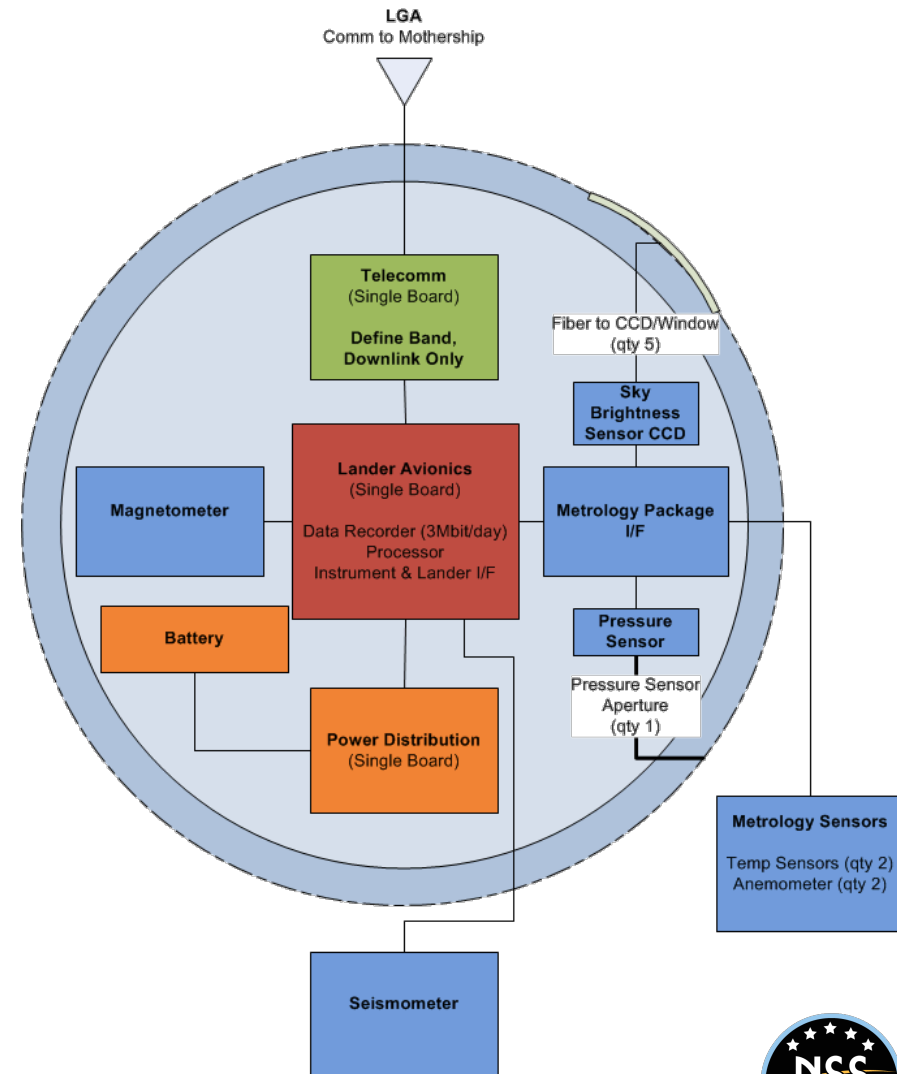 LGA
Comm to Mothership
Telecomm
(Single Board)
Define Band,
Downlink Only
Fiber to CCD/Window
(qty 5)
Sky
Brightness
Sensor CCD
Magnetometer
Lander Avionics
(Single Board)
Data Recorder (3Mbit/day)
Processor
Instrument & Lander I/F
Metrology Package
I/F
Battery
Pressure
Sensor
Pressure Sensor
Aperture
(qty 1)
Power Distribution
(Single Board)
Metrology Sensors
Temp Sensors (qty 2)
Anemometer (qty 2)
Seismometer
NSS